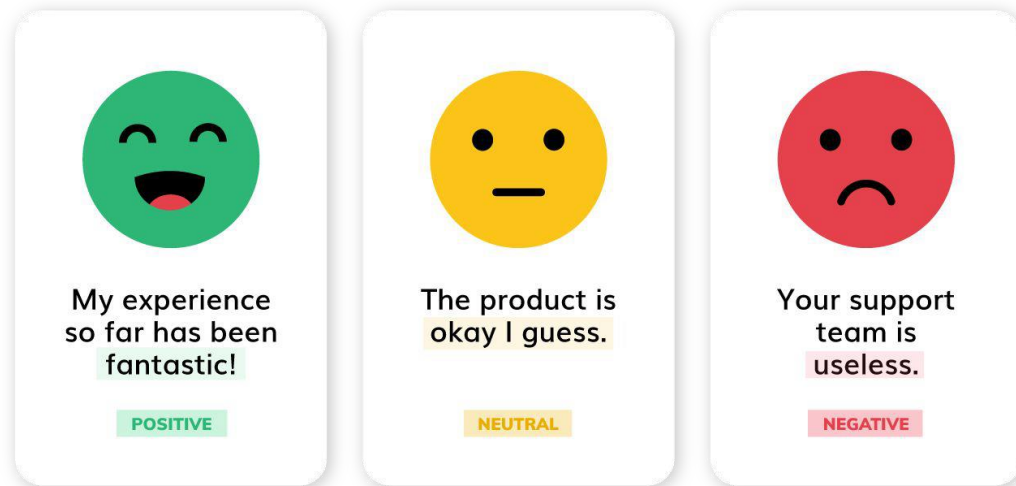 My experience
so far has been
fantastic!
POSITIVE
The product is
okay I guess.
NEUTRAL
Your support
team is
useless.
NEGATIVE